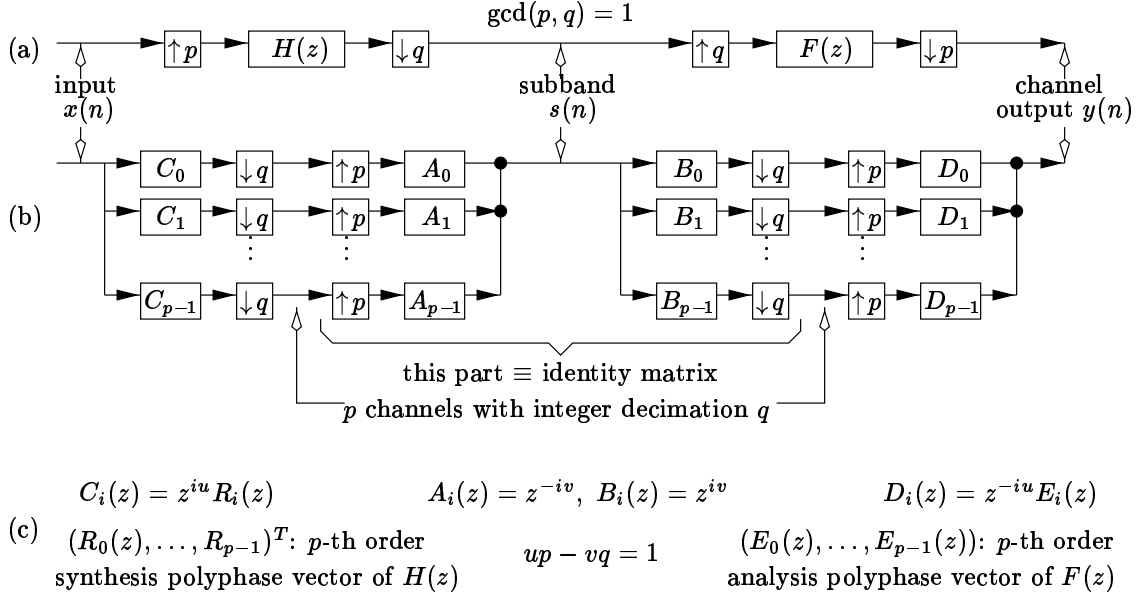 gcd(p, q) = 1
(a) ↑p H(z) ↓q ↑q F(z) ↓p
input x(n)
subband s(n)
channel output y(n)
(b) C_0 ↓q ↑p A_0 B_0 ↓q ↑p D_0
C_1 ↓q ↑p A_1 B_1 ↓q ↑p D_1
⋮ ⋮ ⋮ ⋮
C_{p−1} ↓q ↑p A_{p−1} B_{p−1} ↓q ↑p D_{p−1}
this part ≡ identity matrix
p channels with integer decimation q
C_i(z) = z^{iu}R_i(z) A_i(z) = z^{−iv}, B_i(z) = z^{iv} D_i(z) = z^{−iu}E_i(z)
(c) (R_0(z), . . . , R_{p−1})^T: p-th order
synthesis polyphase vector of H(z)
up − vq = 1
(E_0(z), . . . , E_{p−1}(z)): p-th order
analysis polyphase vector of F(z)